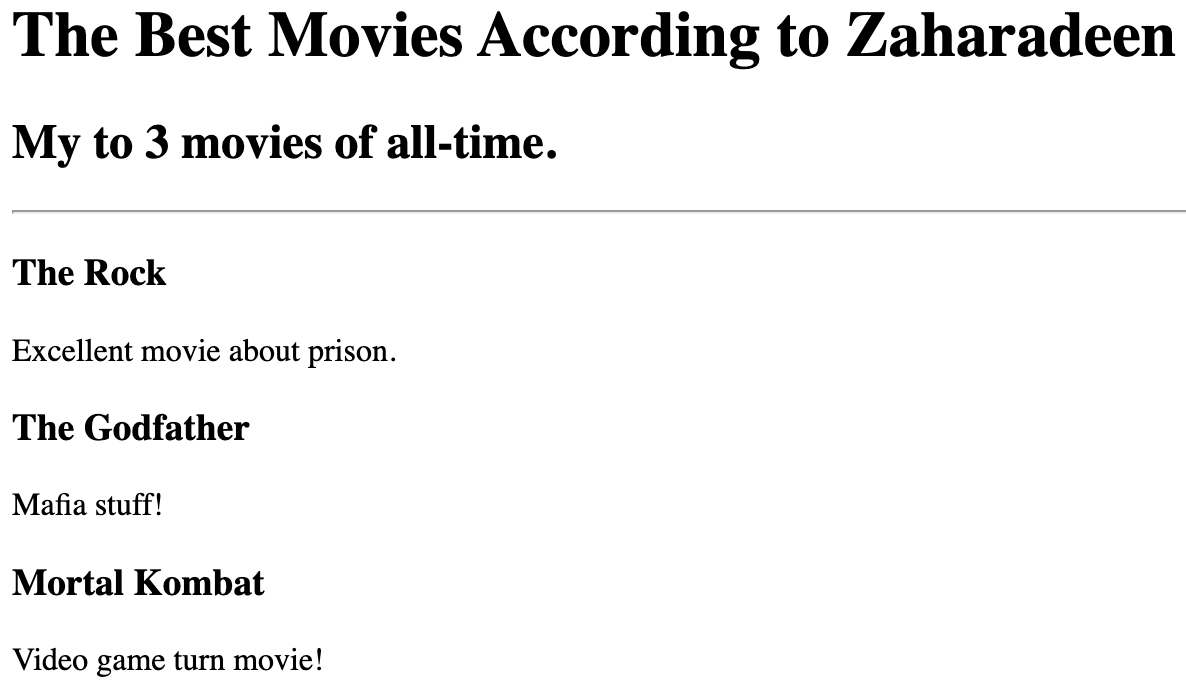 The Best Movies According to Zaharadeen
My to 3 movies of all-time.
The Rock
Excellent movie about prison.
The Godfather
Mafia stuff!
Mortal Kombat
Video game turn movie!